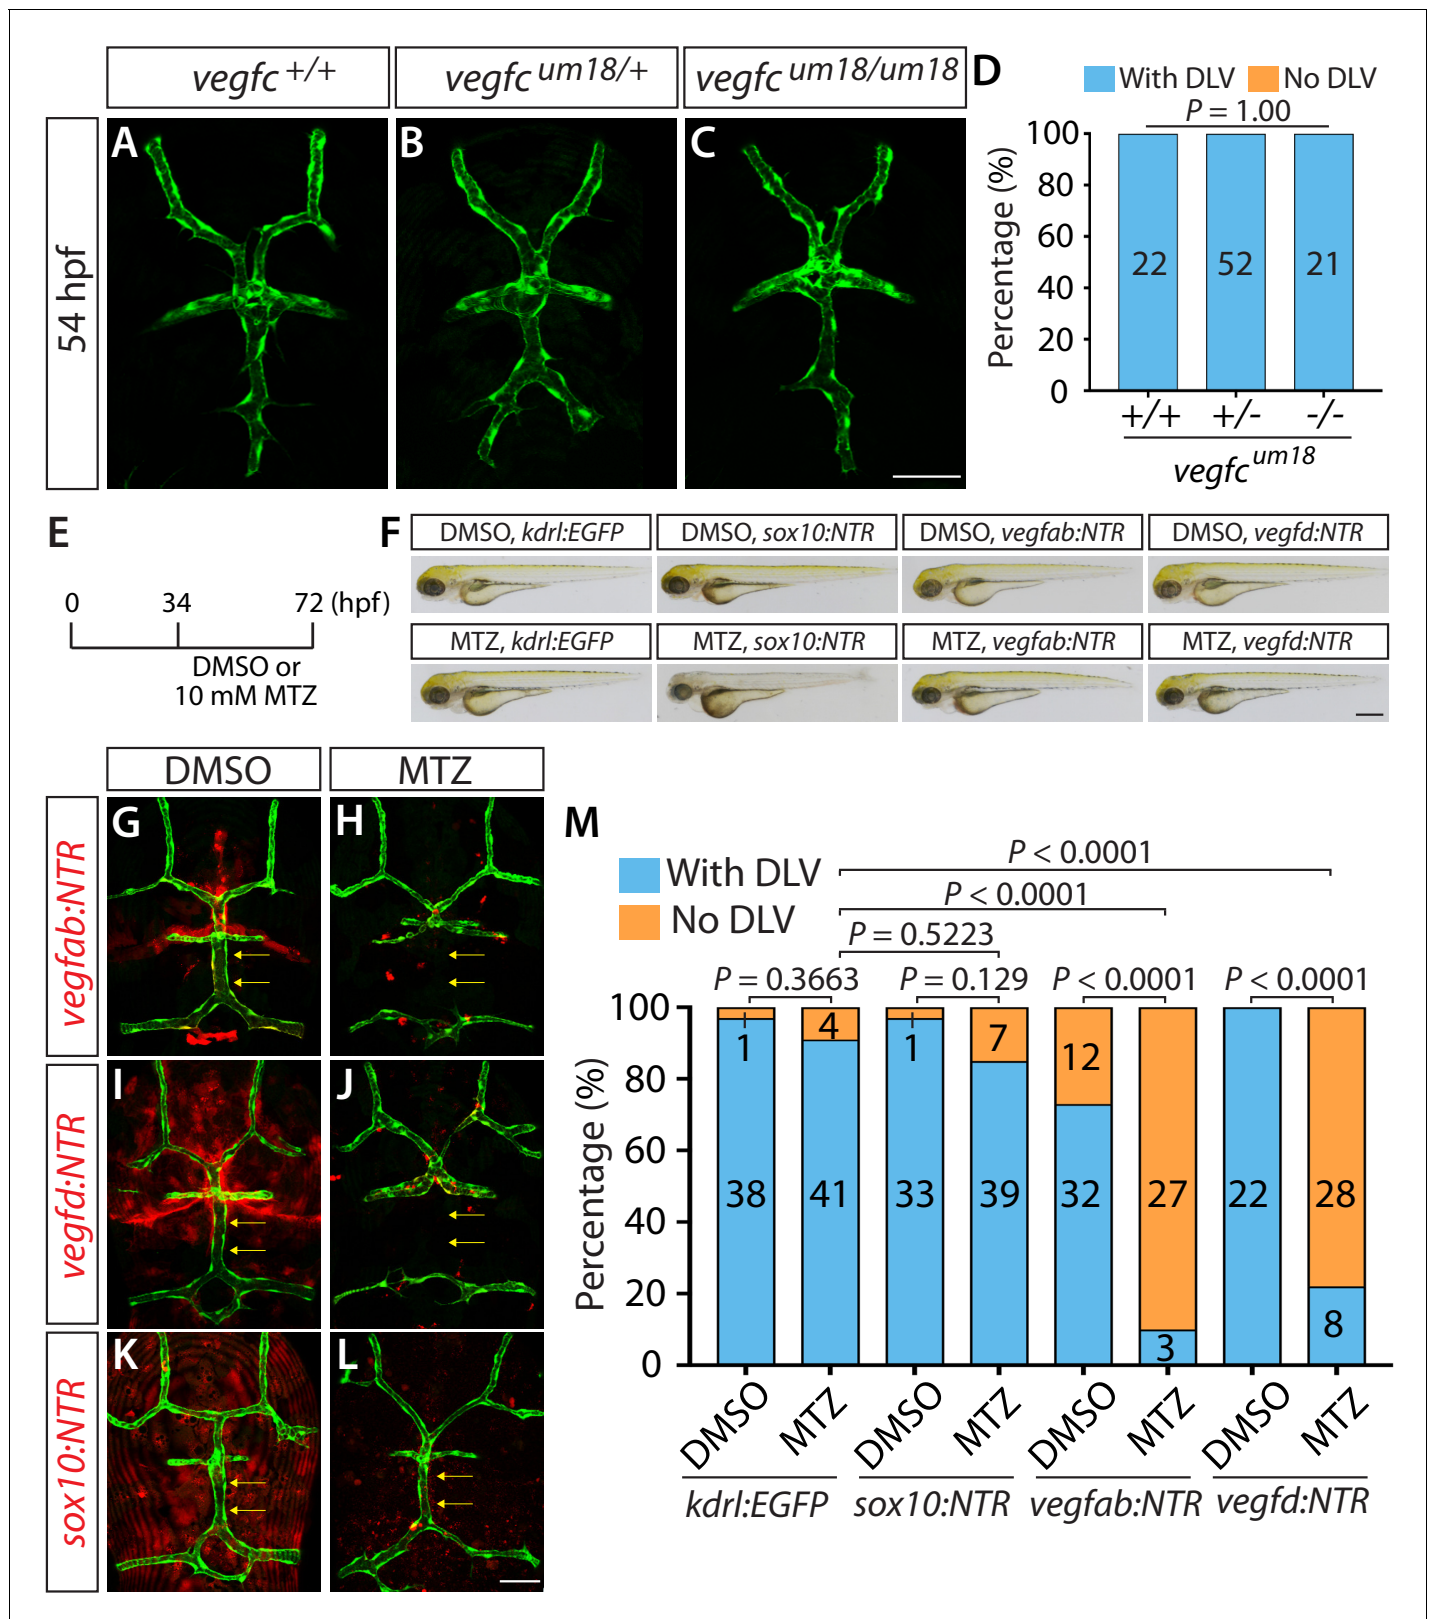 vegfc +/+
vegfc um18/+
vegfc um18/um18
54 hpf
A
B
C
D
With DLV
No DLV
P = 1.00
Percentage (%)
100
80
60
40
20
0
22
52
21
+/+
+/-
-/-
vegfc um18
E
0
34
72 (hpf)
DMSO or
10 mM MTZ
F
DMSO, kdrl:EGFP
DMSO, sox10:NTR
DMSO, vegfab:NTR
DMSO, vegfd:NTR
MTZ, kdrl:EGFP
MTZ, sox10:NTR
MTZ, vegfab:NTR
MTZ, vegfd:NTR
DMSO
MTZ
vegfab:NTR
G
H
vegfd:NTR
I
J
sox10:NTR
K
L
M
With DLV
No DLV
P < 0.0001
P < 0.0001
P = 0.5223
P = 0.3663
P = 0.129
P < 0.0001
P < 0.0001
Percentage (%)
100
80
60
40
20
0
1
38
4
41
1
33
7
39
12
32
27
3
22
28
8
DMSO
MTZ
DMSO
MTZ
DMSO
MTZ
DMSO
MTZ
kdrl:EGFP
sox10:NTR
vegfab:NTR
vegfd:NTR